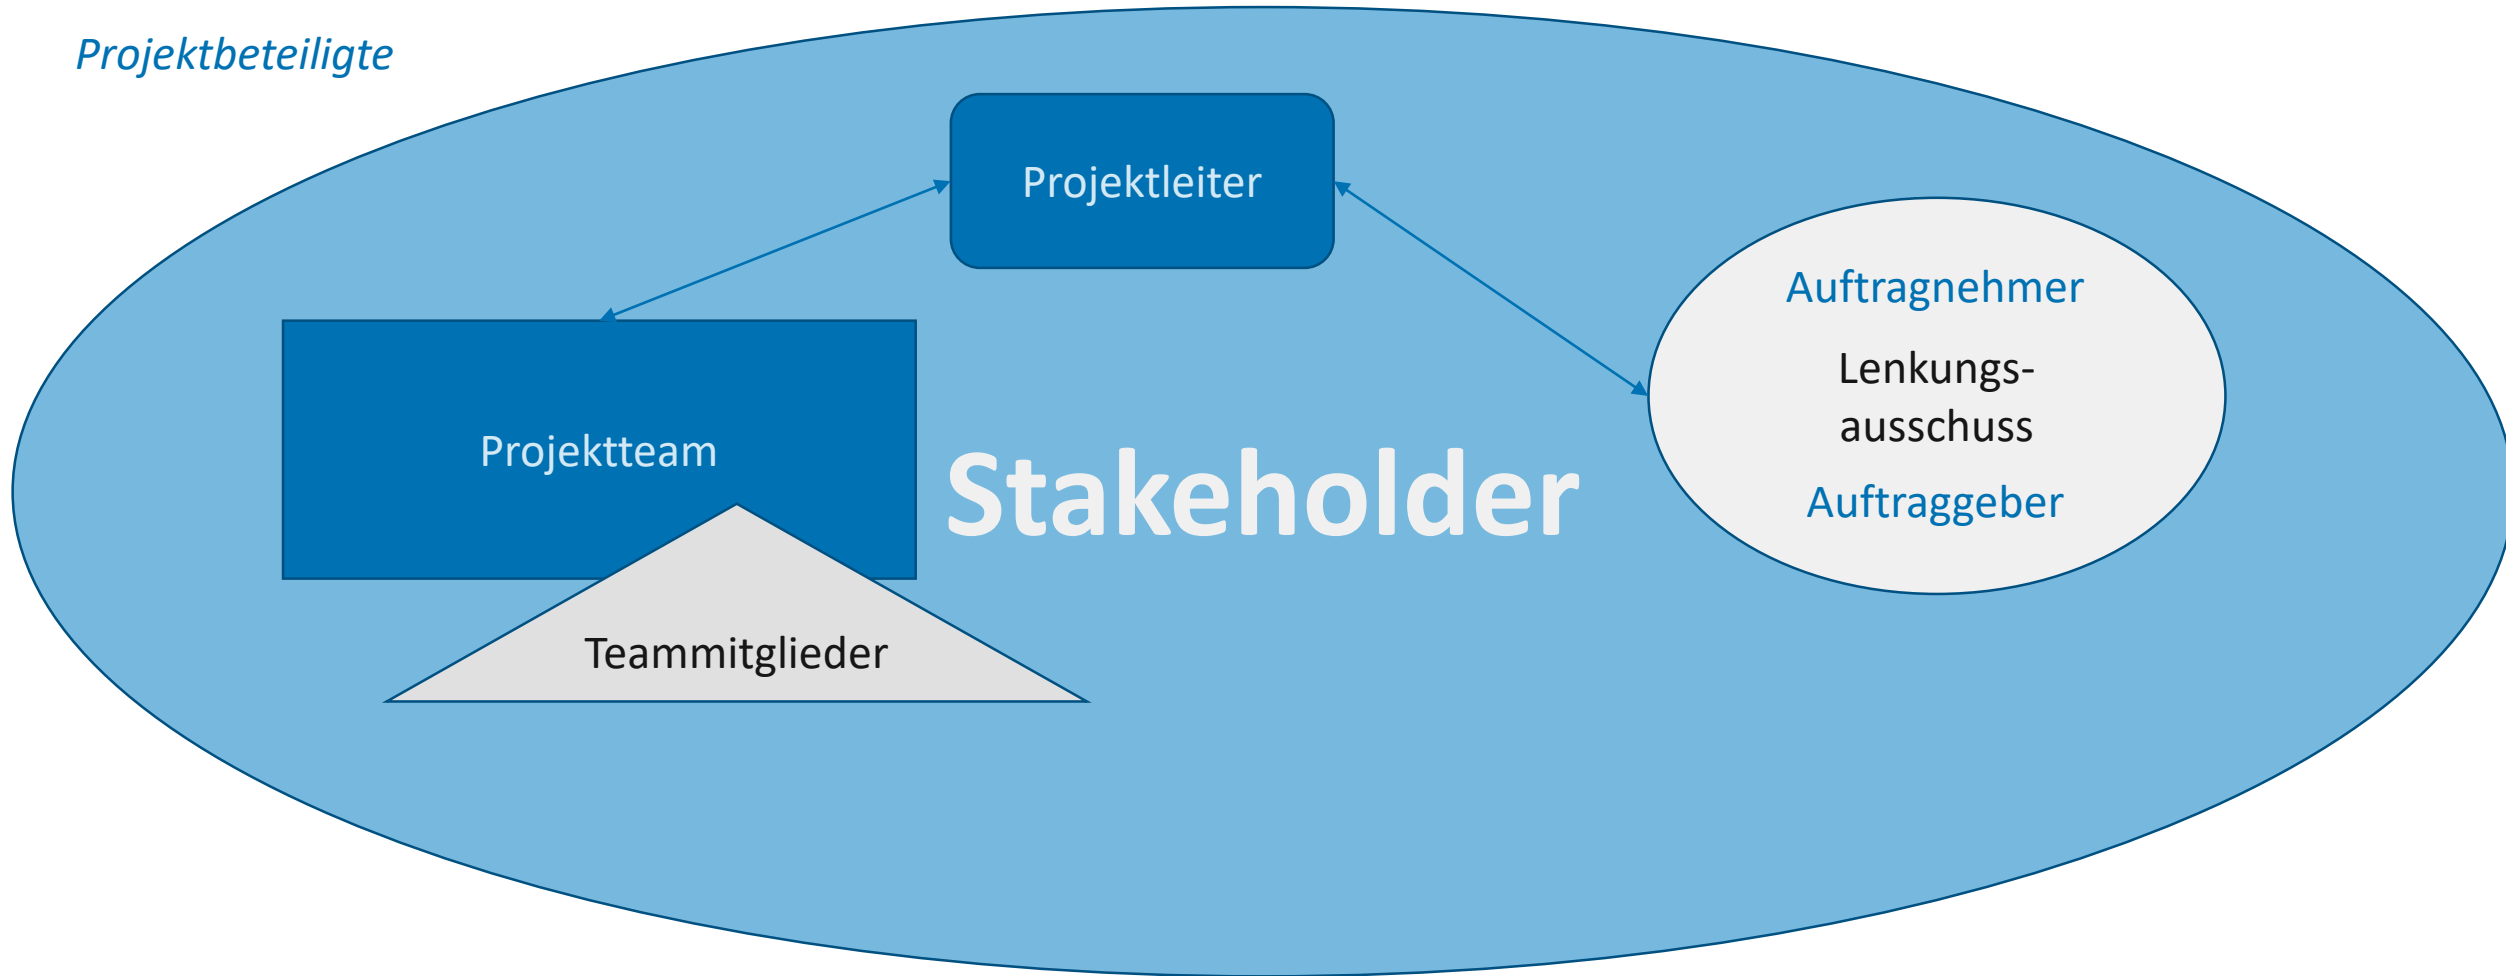 Projektbeteiligte
Projektleiter
Auftragnehmer
Lenkungs-
ausschuss
Auftraggeber
Projektteam
Stakeholder
Teammitglieder